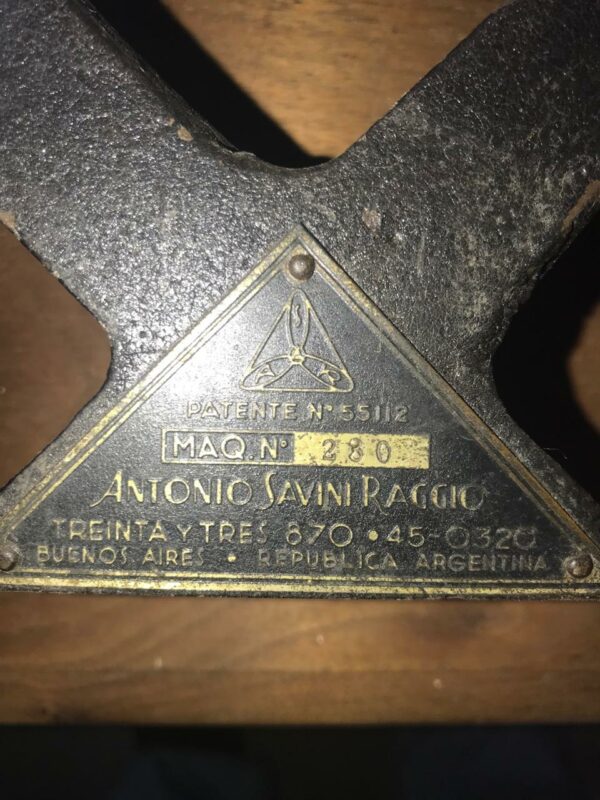 S
A R
PATENTE Nº 55112
MAQ. Nº 280
ANTONIO SAVINI RAGGIO
TREINTA Y TRES 870 • 45-0320
BUENOS AIRES • REPUBLICA ARGENTINA